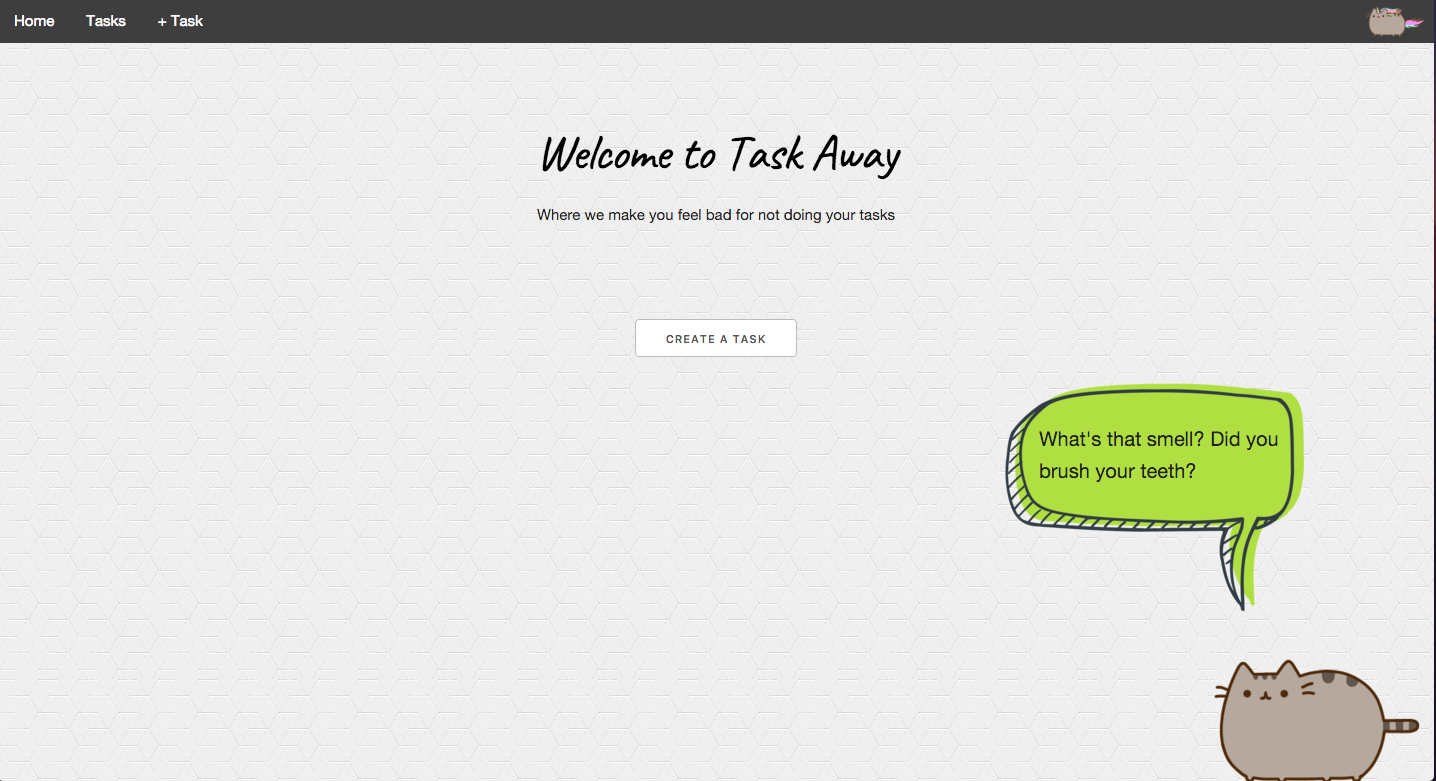 Home Tasks + Task
Welcome to Task Away
Where we make you feel bad for not doing your tasks
CREATE A TASK
What's that smell? Did you
brush your teeth?